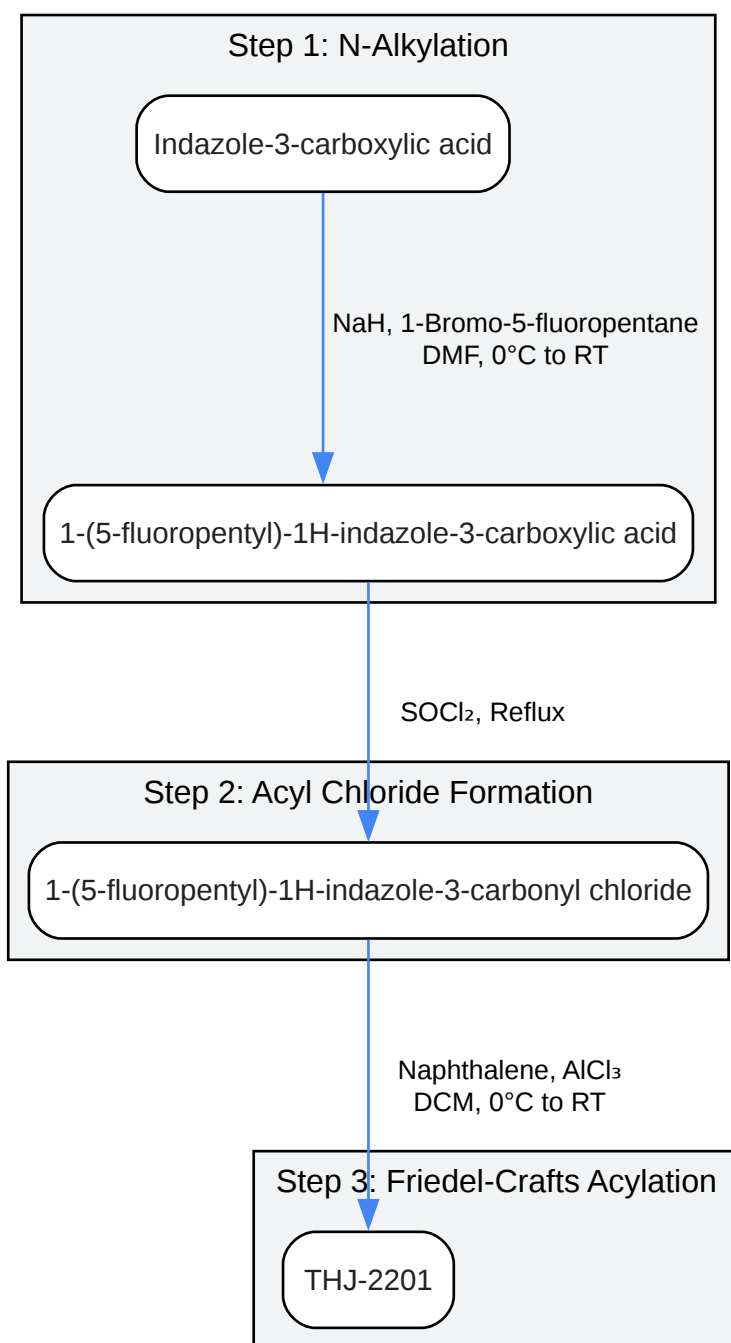 Step 1: N-Alkylation
Indazole-3-carboxylic acid
NaH, 1-Bromo-5-fluoropentane
DMF, 0°C to RT
1-(5-fluoropentyl)-1H-indazole-3-carboxylic acid
SOCl₂, Reflux
Step 2: Acyl Chloride Formation
1-(5-fluoropentyl)-1H-indazole-3-carbonyl chloride
Naphthalene, AlCl₃
DCM, 0°C to RT
Step 3: Friedel-Crafts Acylation
THJ-2201